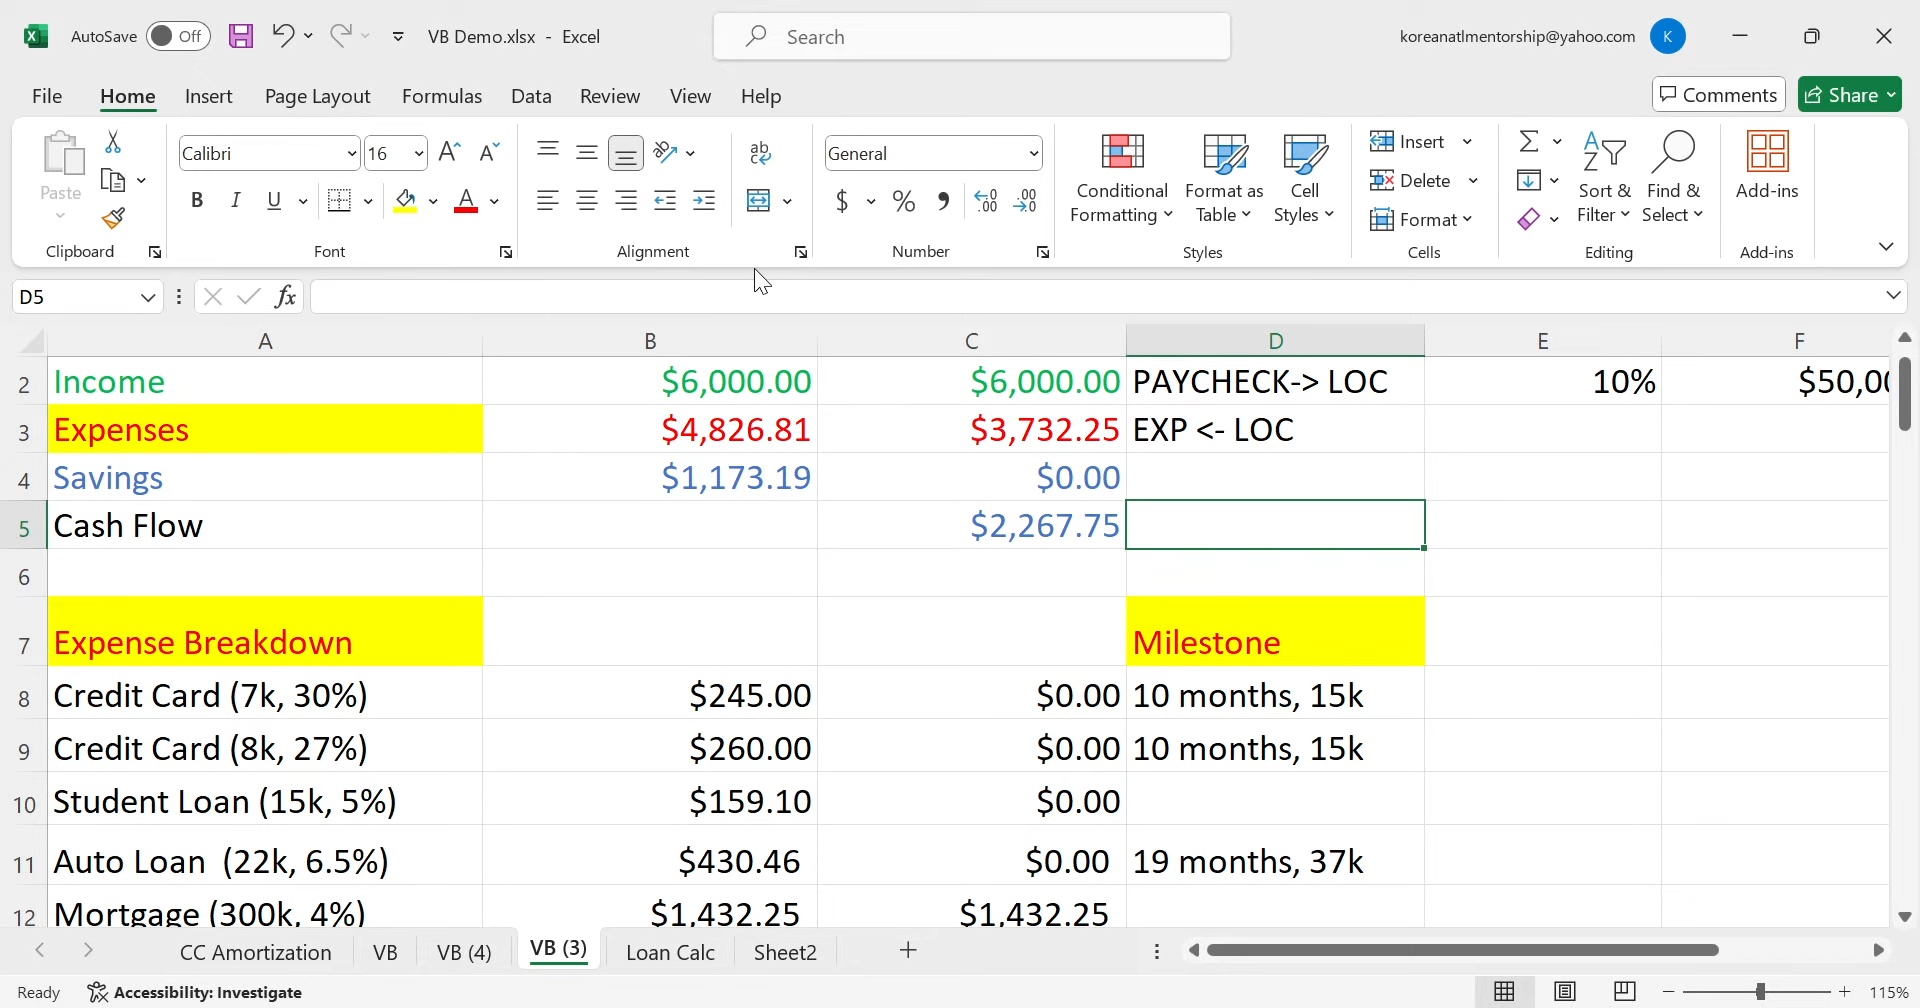 AutoSave Off VB Demo.xlsx - Excel Search koreanatlmentorship@yahoo.com K
File Home Insert Page Layout Formulas Data Review View Help Comments Share
Paste Calibri 16 General Conditional Formatting Format as Table Cell Styles Insert Delete Format Sort & Filter Find & Select Add-ins
Clipboard Font Alignment Number Styles Cells Editing Add-ins
D5 fx
A B C D E F
2 Income $6,000.00 $6,000.00 PAYCHECK-> LOC 10% $50,00
3 Expenses $4,826.81 $3,732.25 EXP <- LOC
4 Savings $1,173.19 $0.00
5 Cash Flow $2,267.75
6
7 Expense Breakdown Milestone
8 Credit Card (7k, 30%) $245.00 $0.00 10 months, 15k
9 Credit Card (8k, 27%) $260.00 $0.00 10 months, 15k
10 Student Loan (15k, 5%) $159.10 $0.00
11 Auto Loan (22k, 6.5%) $430.46 $0.00 19 months, 37k
12 Mortgage (300k, 4%) $1,432.25 $1,432.25
CC Amortization VB VB (4) VB (3) Loan Calc Sheet2
Ready Accessibility: Investigate 115%